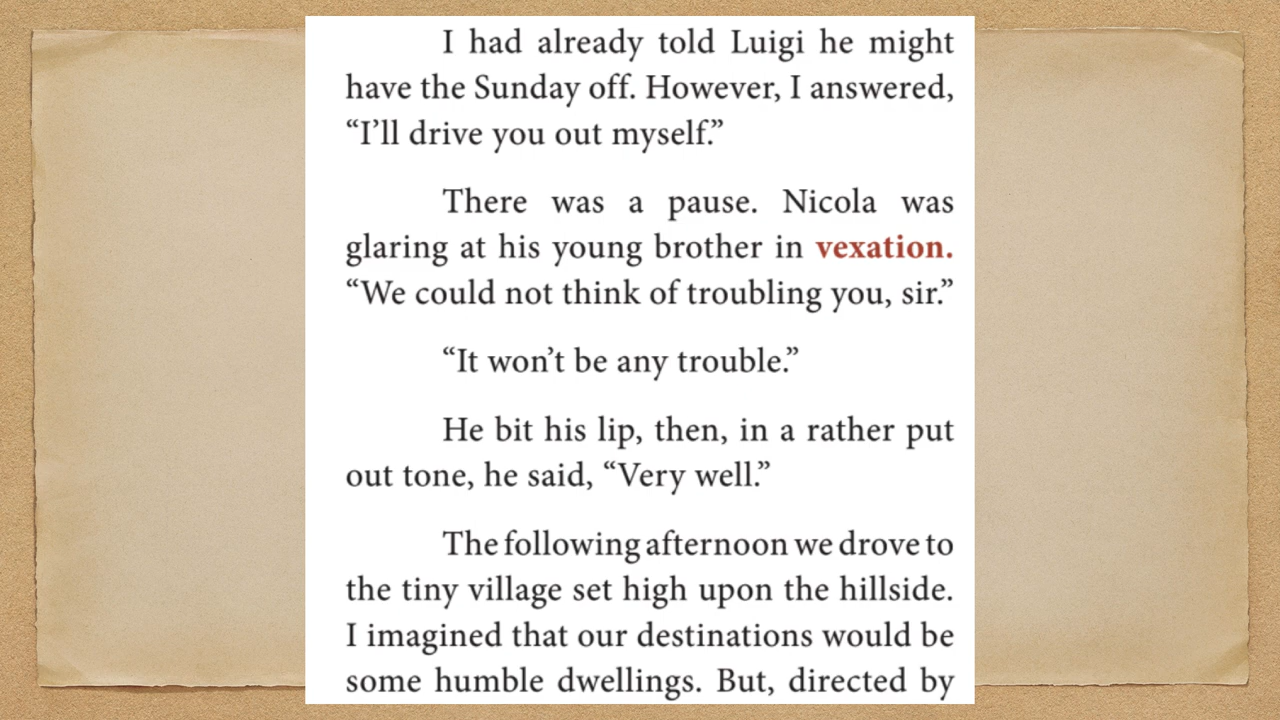 I had already told Luigi he might
have the Sunday off. However, I answered,
“I’ll drive you out myself.”
There was a pause. Nicola was
glaring at his young brother in vexation.
“We could not think of troubling you, sir.”
“It won’t be any trouble.”
He bit his lip, then, in a rather put
out tone, he said, “Very well.”
The following afternoon we drove to
the tiny village set high upon the hillside.
I imagined that our destinations would be
some humble dwellings. But, directed by